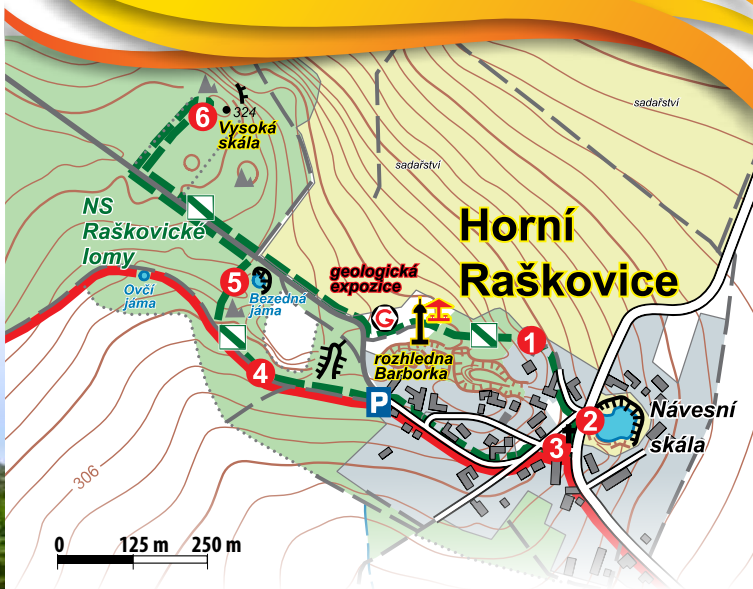 sadařství
6
324
Vysoká
skála
sadařství
NS
Raškovické
lomy
Horní
Raškovice
geologická
expozice
5
Ovčí
jáma
Bezedná
jáma
G
1
rozhledna
Barborka
4
P
2
Návesní
skála
3
306
0 125 m 250 m